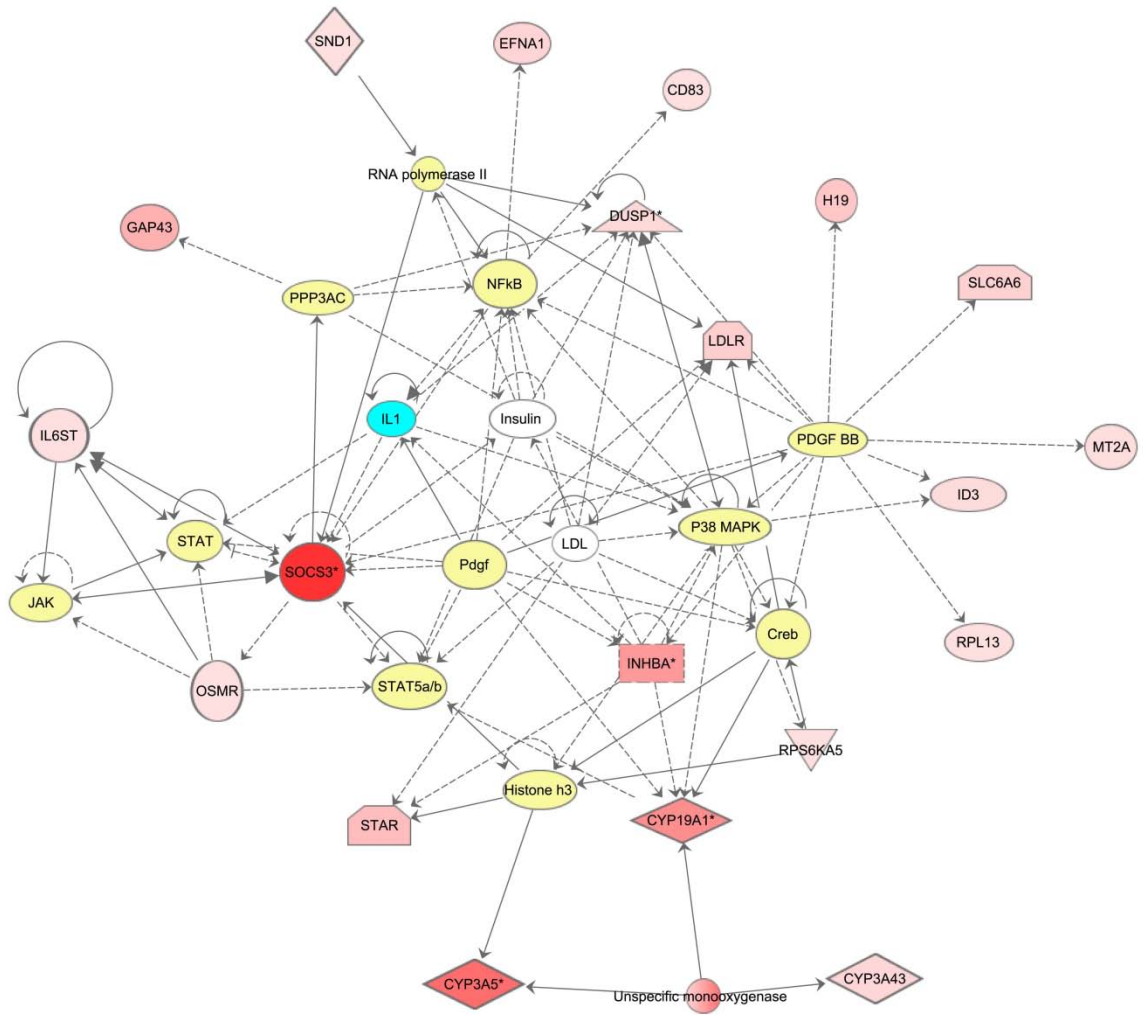 SND1
EFNA1
CD83
RNA polymerase II
H19
DUSP1*
GAP43
NFkB
SLC6A6
PPP3AC
LDLR
IL1
Insulin
IL6ST
PDGF BB
MT2A
ID3
P38 MAPK
STAT
LDL
SOCS3*
Pdgf
JAK
Creb
RPL13
INHBA*
STAT5a/b
OSMR
RPS6KA5
Histone h3
STAR
CYP19A1*
CYP3A43
CYP3A5*
Unspecific monooxygenase